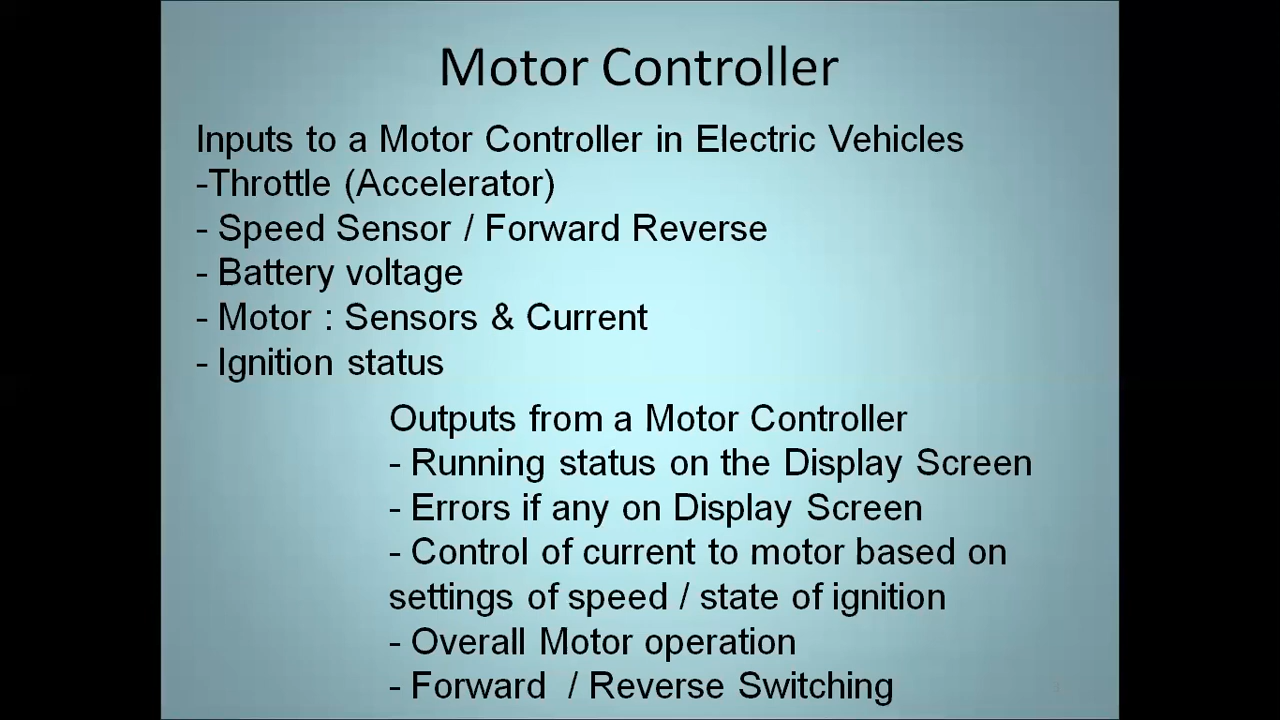 Motor Controller
Inputs to a Motor Controller in Electric Vehicles
-Throttle (Accelerator)
- Speed Sensor / Forward Reverse
- Battery voltage
- Motor : Sensors & Current
- Ignition status
Outputs from a Motor Controller
- Running status on the Display Screen
- Errors if any on Display Screen
- Control of current to motor based on
settings of speed / state of ignition
- Overall Motor operation
- Forward  / Reverse Switching